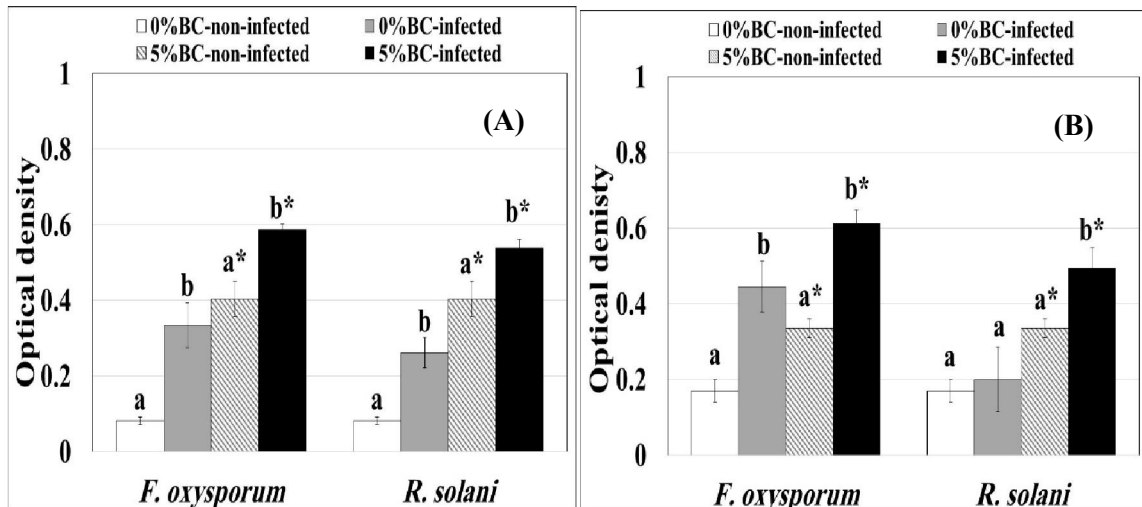 0%BC-non-infected 0%BC-infected
5%BC-non-infected 5%BC-infected
1
(A)
0.8
0.6
0.4
0.2
0
Optical density
a b a* b*
a b a* b*
F. oxysporum R. solani
0%BC-non-infected 0%BC-infected
5%BC-non-infected 5%BC-infected
1
(B)
0.8
0.6
0.4
0.2
0
Optical denisty
a b a* b*
a a a* b*
F. oxysporum R. solani